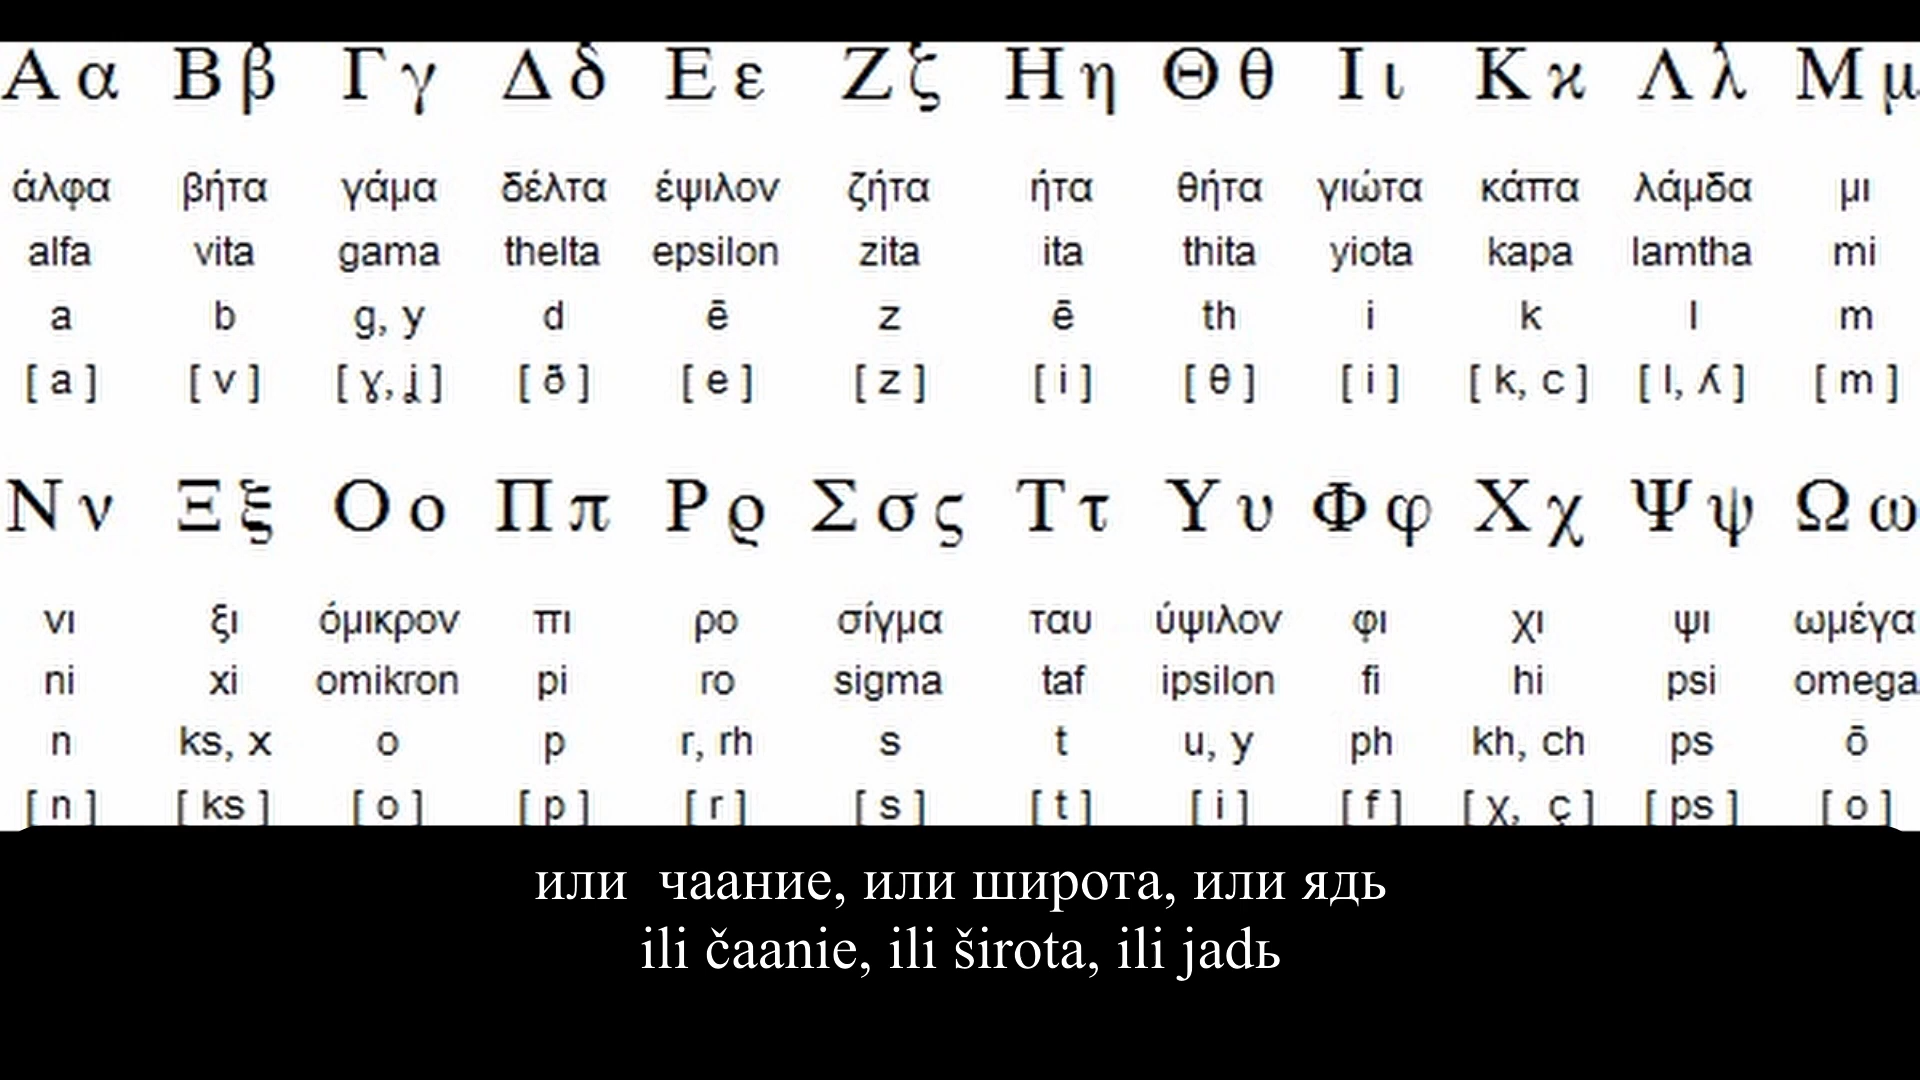 Α α Β β Γ γ Δ δ Ε ε Ζ ζ Η η Θ θ Ι ι Κ ϰ Λ λ Μ μ
άλφα βήτα γάμα δέλτα έψιλον ζήτα ήτα θήτα γιώτα κάπα λάμδα μι
alfa vita gama thelta epsilon zita ita thita yiota kapa lamtha mi
a b g, y d ē z ē th i k l m
[ a ] [ v ] [ ɣ, ʝ ] [ ð ] [ e ] [ z ] [ i ] [ θ ] [ i ] [ k, c ] [ l, ʎ ] [ m ]
Ν ν Ξ ξ Ο ο Π π Ρ ϱ Σ σ ς Τ τ Υ υ Φ φ Χ χ Ψ ψ Ω ω
νι ξι όμικρον πι ρο σίγμα ταυ ύψιλον φι χι ψι ωμέγα
ni xi omikron pi ro sigma taf ipsilon fi hi psi omega
n ks, x o p r, rh s t u, y ph kh, ch ps ō
[ n ] [ ks ] [ o ] [ p ] [ r ] [ s ] [ t ] [ i ] [ f ] [ χ, ç ] [ ps ] [ o ]
или чаание, или широта, или ядь
ili čaanie, ili širota, ili jadь